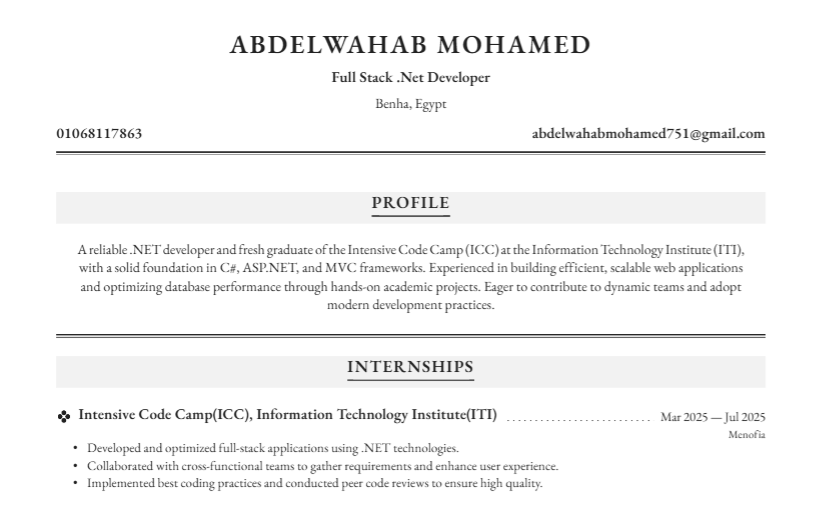 ABDELWAHAB MOHAMED
Full Stack .Net Developer
Benha, Egypt
01068117863 abdelwahabmohamed751@gmail.com
PROFILE
A reliable .NET developer and fresh graduate of the Intensive Code Camp (ICC) at the Information Technology Institute (ITI),
with a solid foundation in C#, ASP.NET, and MVC frameworks. Experienced in building efficient, scalable web applications
and optimizing database performance through hands-on academic projects. Eager to contribute to dynamic teams and adopt
modern development practices.
INTERNSHIPS
Intensive Code Camp(ICC), Information Technology Institute(ITI) Mar 2025 — Jul 2025
Menofia
• Developed and optimized full-stack applications using .NET technologies.
• Collaborated with cross-functional teams to gather requirements and enhance user experience.
• Implemented best coding practices and conducted peer code reviews to ensure high quality.